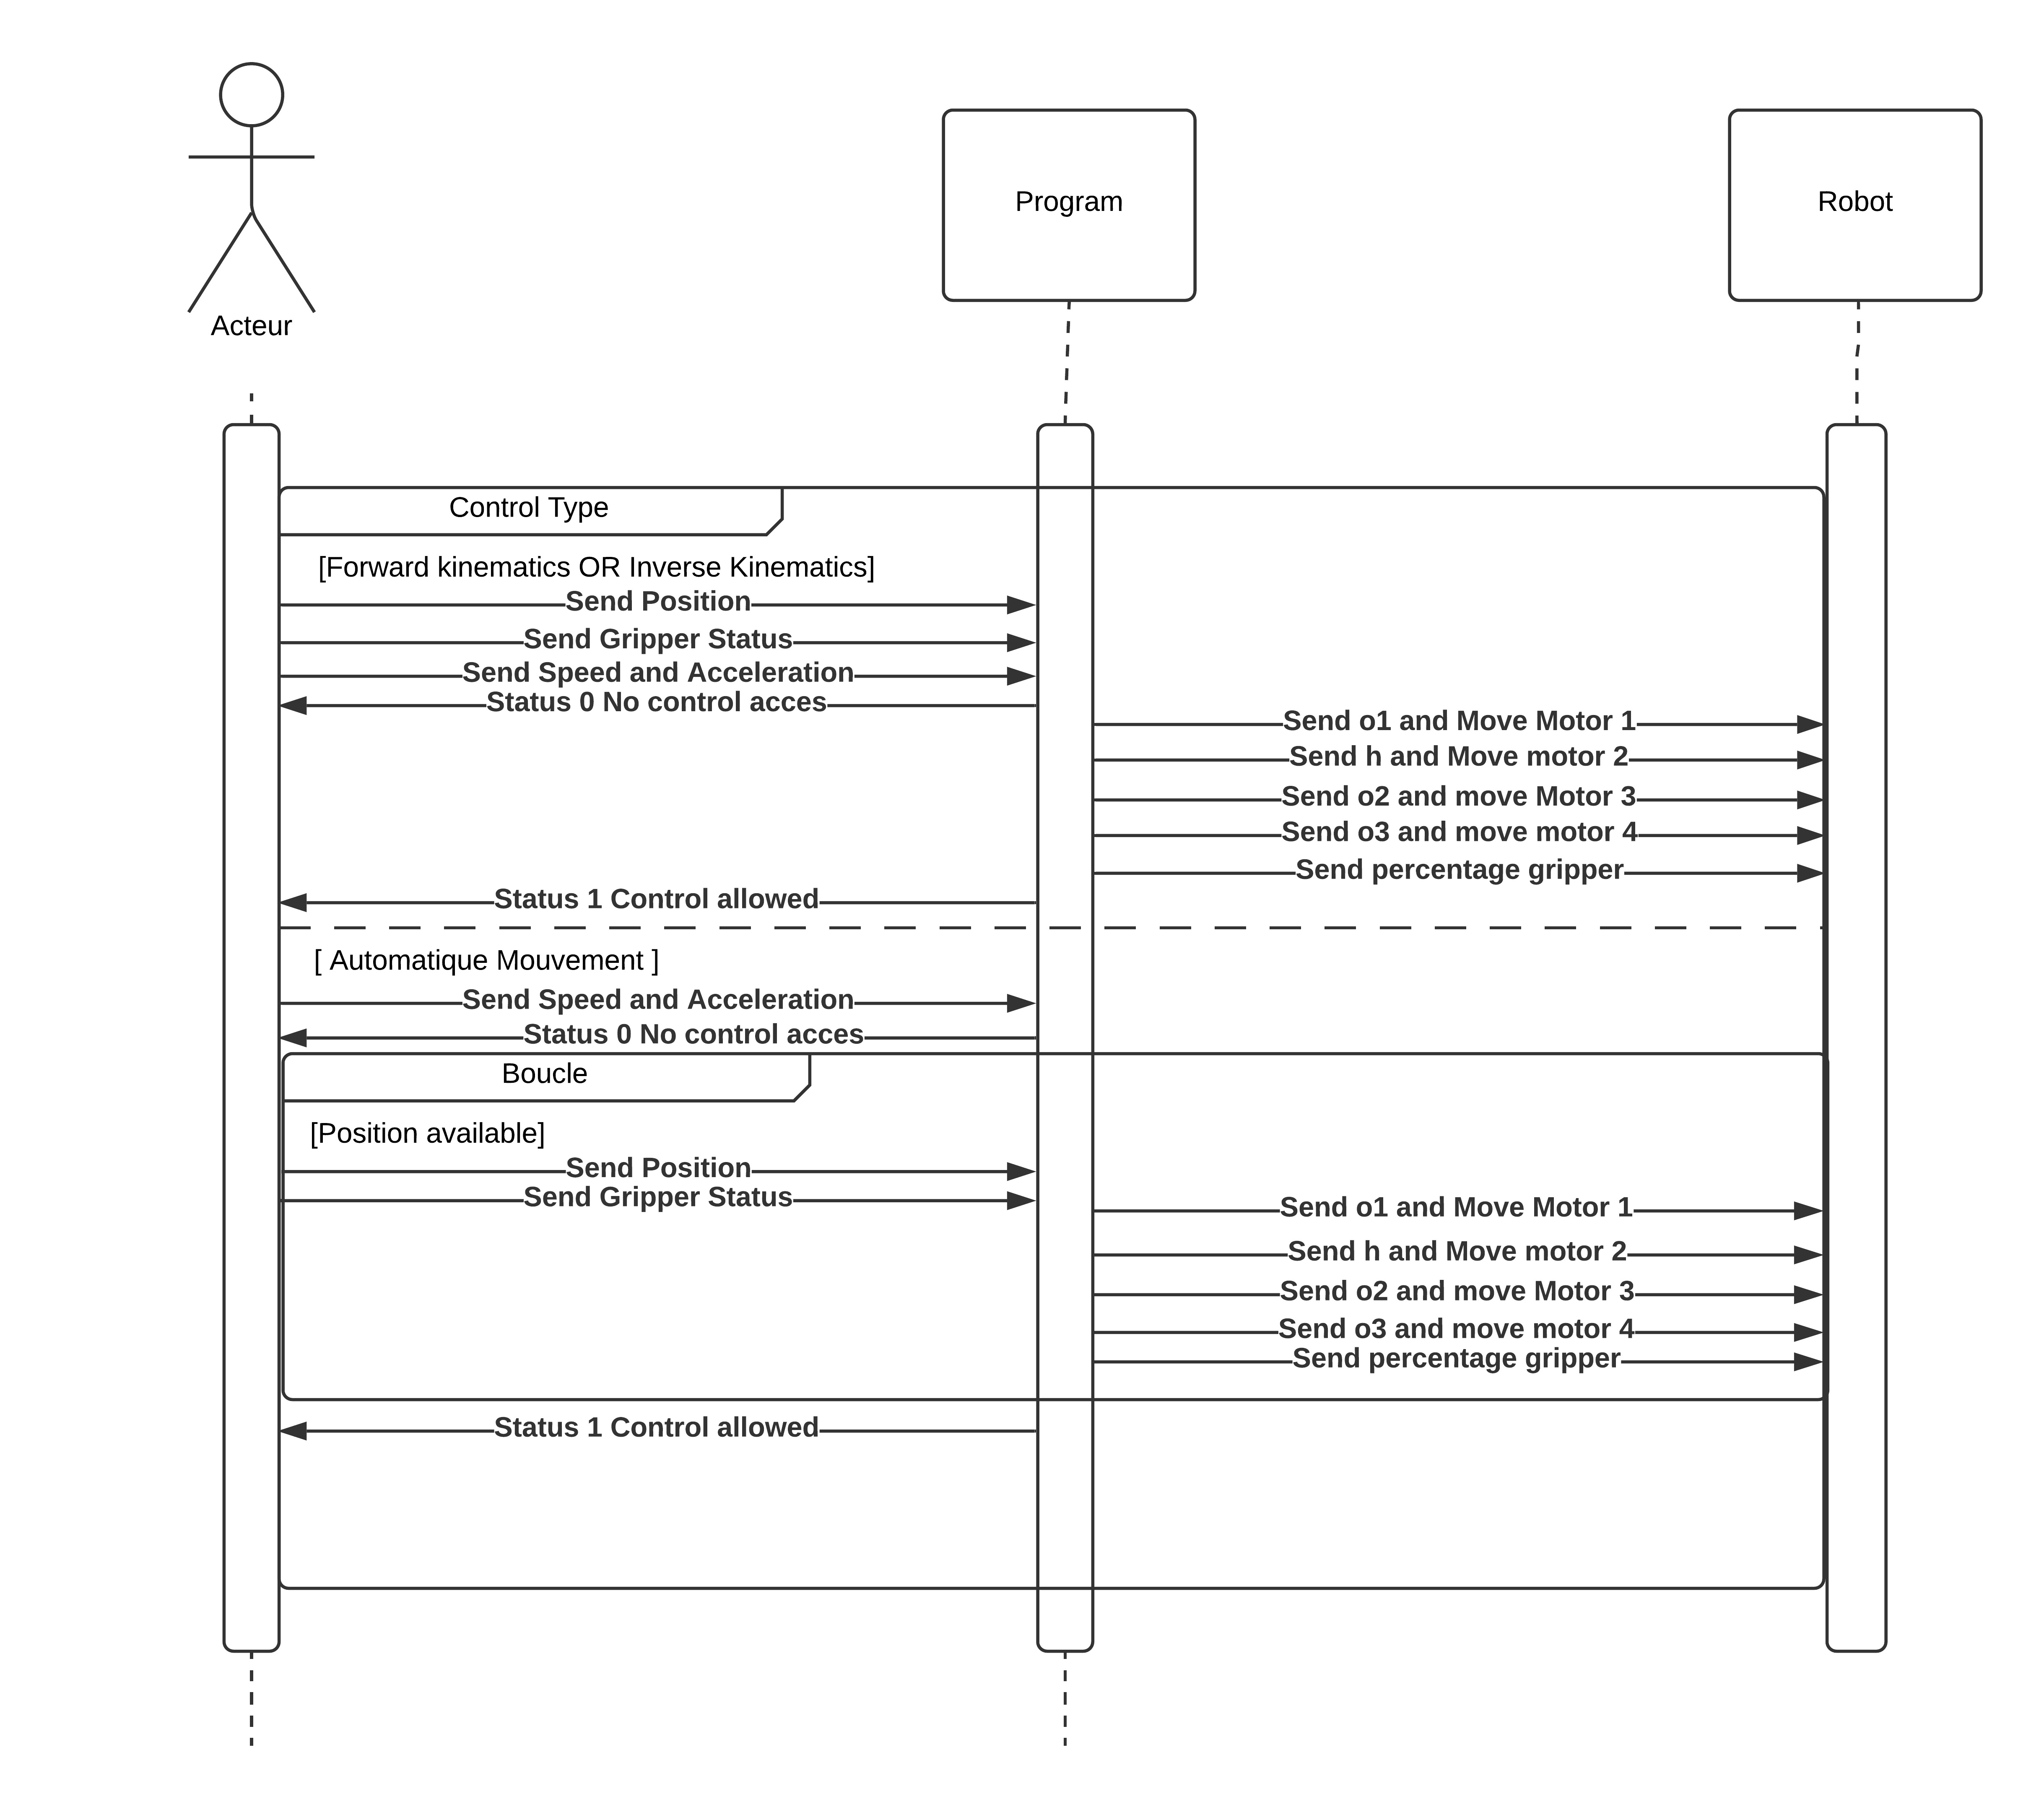 Acteur
Program
Robot
Control Type
[Forward kinematics OR Inverse Kinematics]
Send Position
Send Gripper Status
Send Speed and Acceleration
Status 0 No control acces
Send o1 and Move Motor 1
Send h and Move motor 2
Send o2 and move Motor 3
Send o3 and move motor 4
Send percentage gripper
Status 1 Control allowed
[ Automatique Mouvement ]
Send Speed and Acceleration
Status 0 No control acces
Boucle
[Position available]
Send Position
Send Gripper Status
Send o1 and Move Motor 1
Send h and Move motor 2
Send o2 and move Motor 3
Send o3 and move motor 4
Send percentage gripper
Status 1 Control allowed